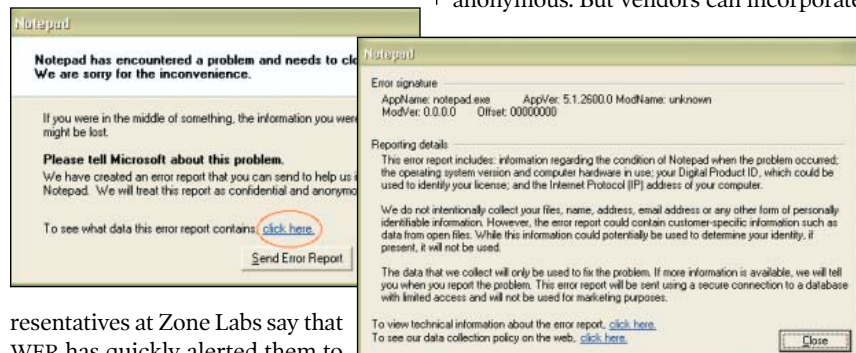 anonymous. But vendors can incorporate
Notepad
Notepad has encountered a problem and needs to clo
We are sorry for the inconvenience.
If you were in the middle of something, the information you were
might be lost.
Please tell Microsoft about this problem.
We have created an error report that you can send to help us i
Notepad. We will treat this report as confidential and anonymo
To see what data this error report contains, click here.
Send Error Report
Notepad
Error signature
AppName: notepad.exe AppVer: 5.1.2600.0 ModName: unknown
ModVer: 0.0.0.0 Offset: 00000000
Reporting details
This error report includes: information regarding the condition of Notepad when the problem occurred;
the operating system version and computer hardware in use; your Digital Product ID, which could be
used to identify your license; and the Internet Protocol (IP) address of your computer.
We do not intentionally collect your files, name, address, email address or any other form of personally
identifiable information. However, the error report could contain customer-specific information such as
data from open files. While this information could potentially be used to determine your identity, if
present, it will not be used.
The data that we collect will only be used to fix the problem. If more information is available, we will tell
you when you report the problem. This error report will be sent using a secure connection to a database
with limited access and will not be used for marketing purposes.
To view technical information about the error report, click here.
To see our data collection policy on the web, click here.
Close
resentatives at Zone Labs say that
WER has quickly alerted them to